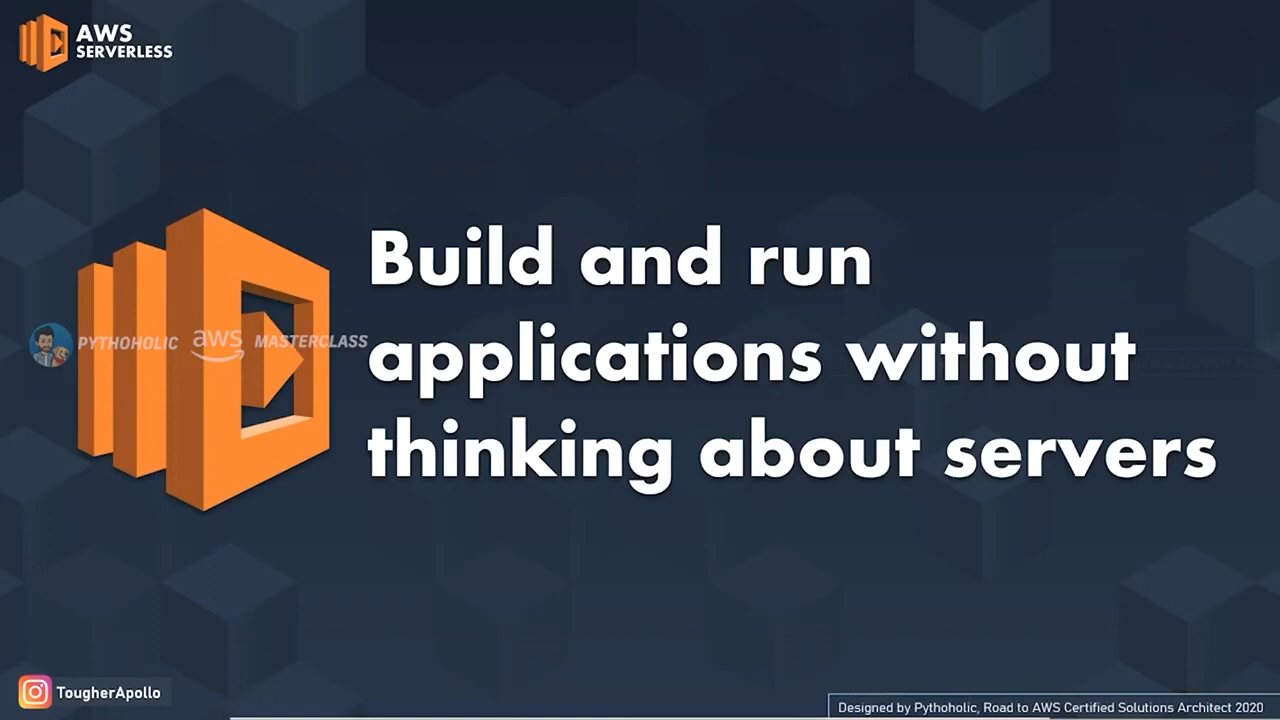 AWS
SERVERLESS
Build and run
applications without
thinking about servers
PYTHOHOLIC aws MASTERCLASS
TougherApollo
Designed by Pythoholic, Road to AWS Certified Solutions Architect 2020